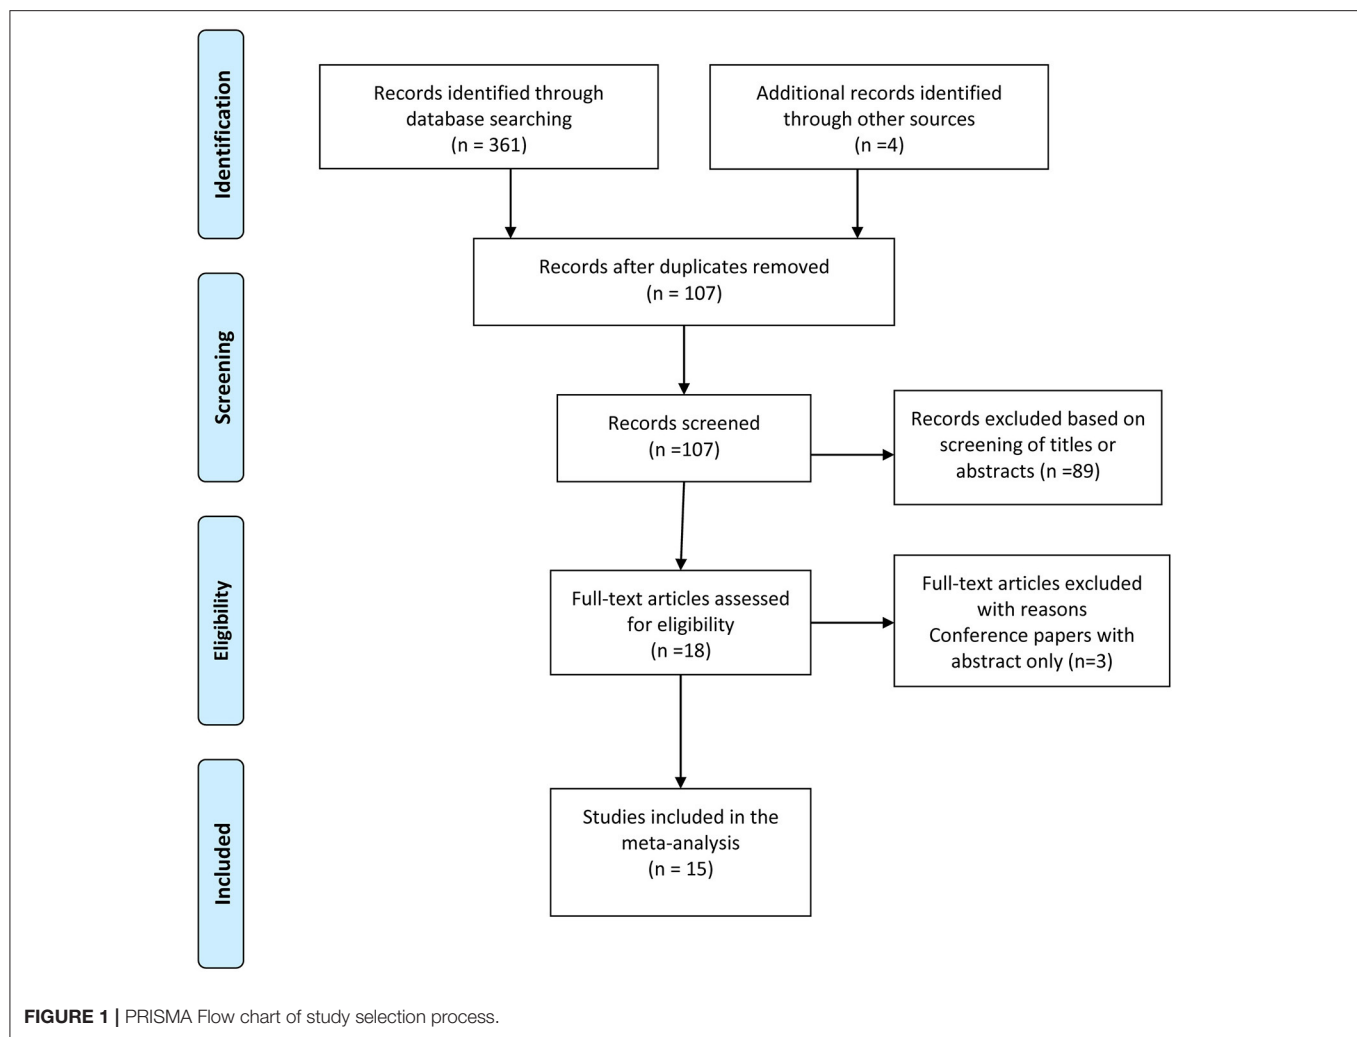 Identification
Records identified through
database searching
(n = 361)
Additional records identified
through other sources
(n =4)
Records after duplicates removed
(n = 107)
Screening
Records screened
(n =107)
Records excluded based on
screening of titles or
abstracts (n =89)
Eligibility
Full-text articles assessed
for eligibility
(n =18)
Full-text articles excluded
with reasons
Conference papers with
abstract only (n=3)
Included
Studies included in the
meta-analysis
(n = 15)
FIGURE 1 | PRISMA Flow chart of study selection process.